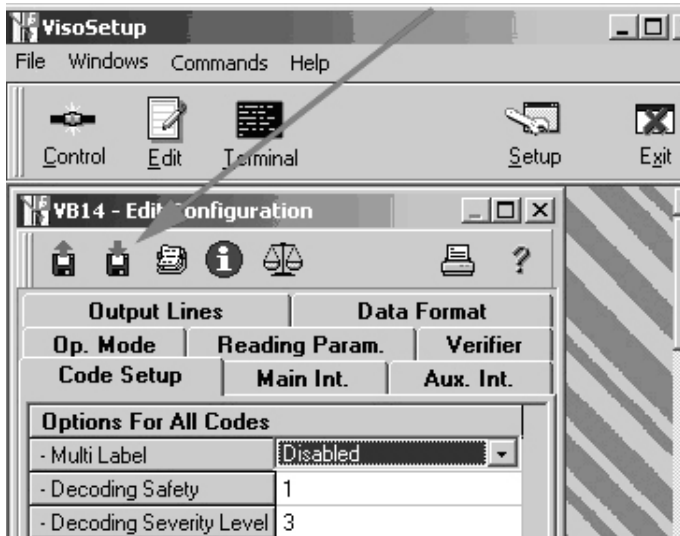 VisoSetup
File Windows Commands Help
Control Edit Terminal Setup Exit
VB14 - Edit Configuration
Output Lines Data Format
Op. Mode Reading Param. Verifier
Code Setup Main Int. Aux. Int.
Options For All Codes
- Multi Label Disabled
- Decoding Safety 1
- Decoding Severity Level 3